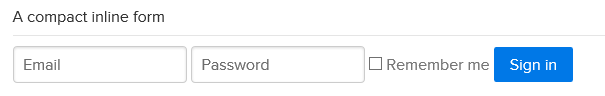 A compact inline form
Email Password Remember me Sign in